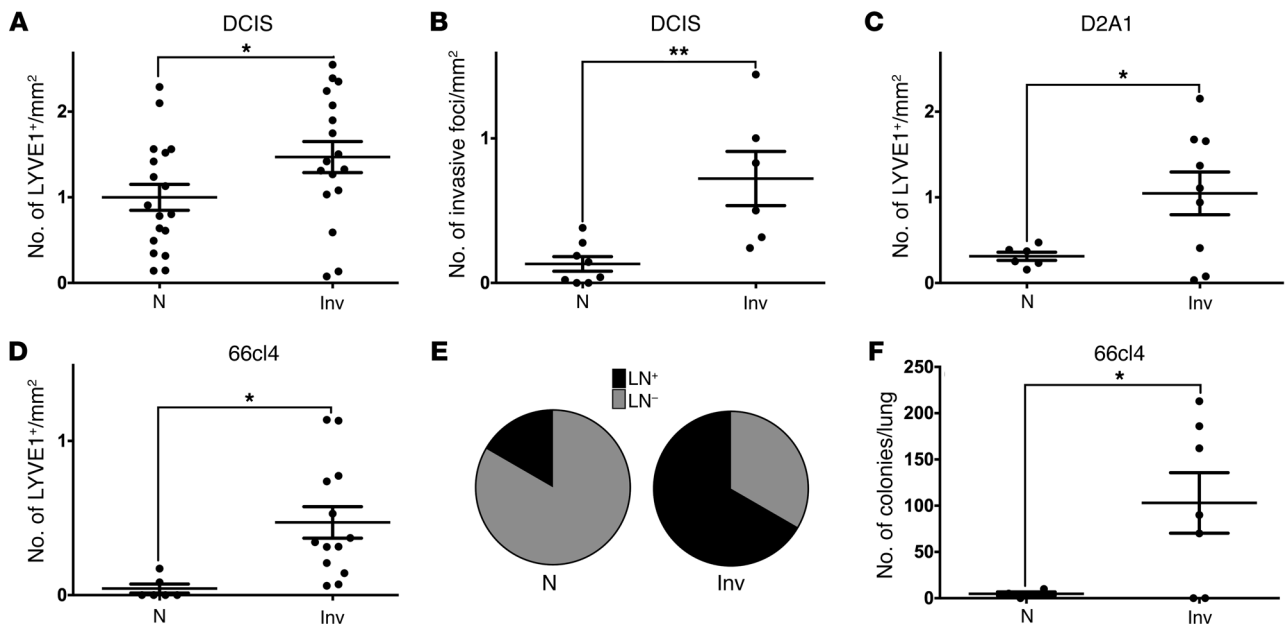 A
DCIS
No. of LYVE1⁺/mm²
2
1
0
*
N
Inv
B
DCIS
No. of invasive foci/mm²
1
0
**
N
Inv
C
D2A1
No. of LYVE1⁺/mm²
2
1
0
*
N
Inv
D
66cl4
No. of LYVE1⁺/mm²
1
0
*
N
Inv
E
LN⁺
LN⁻
N
Inv
F
66cl4
No. of colonies/lung
250
200
150
100
50
0
*
N
Inv